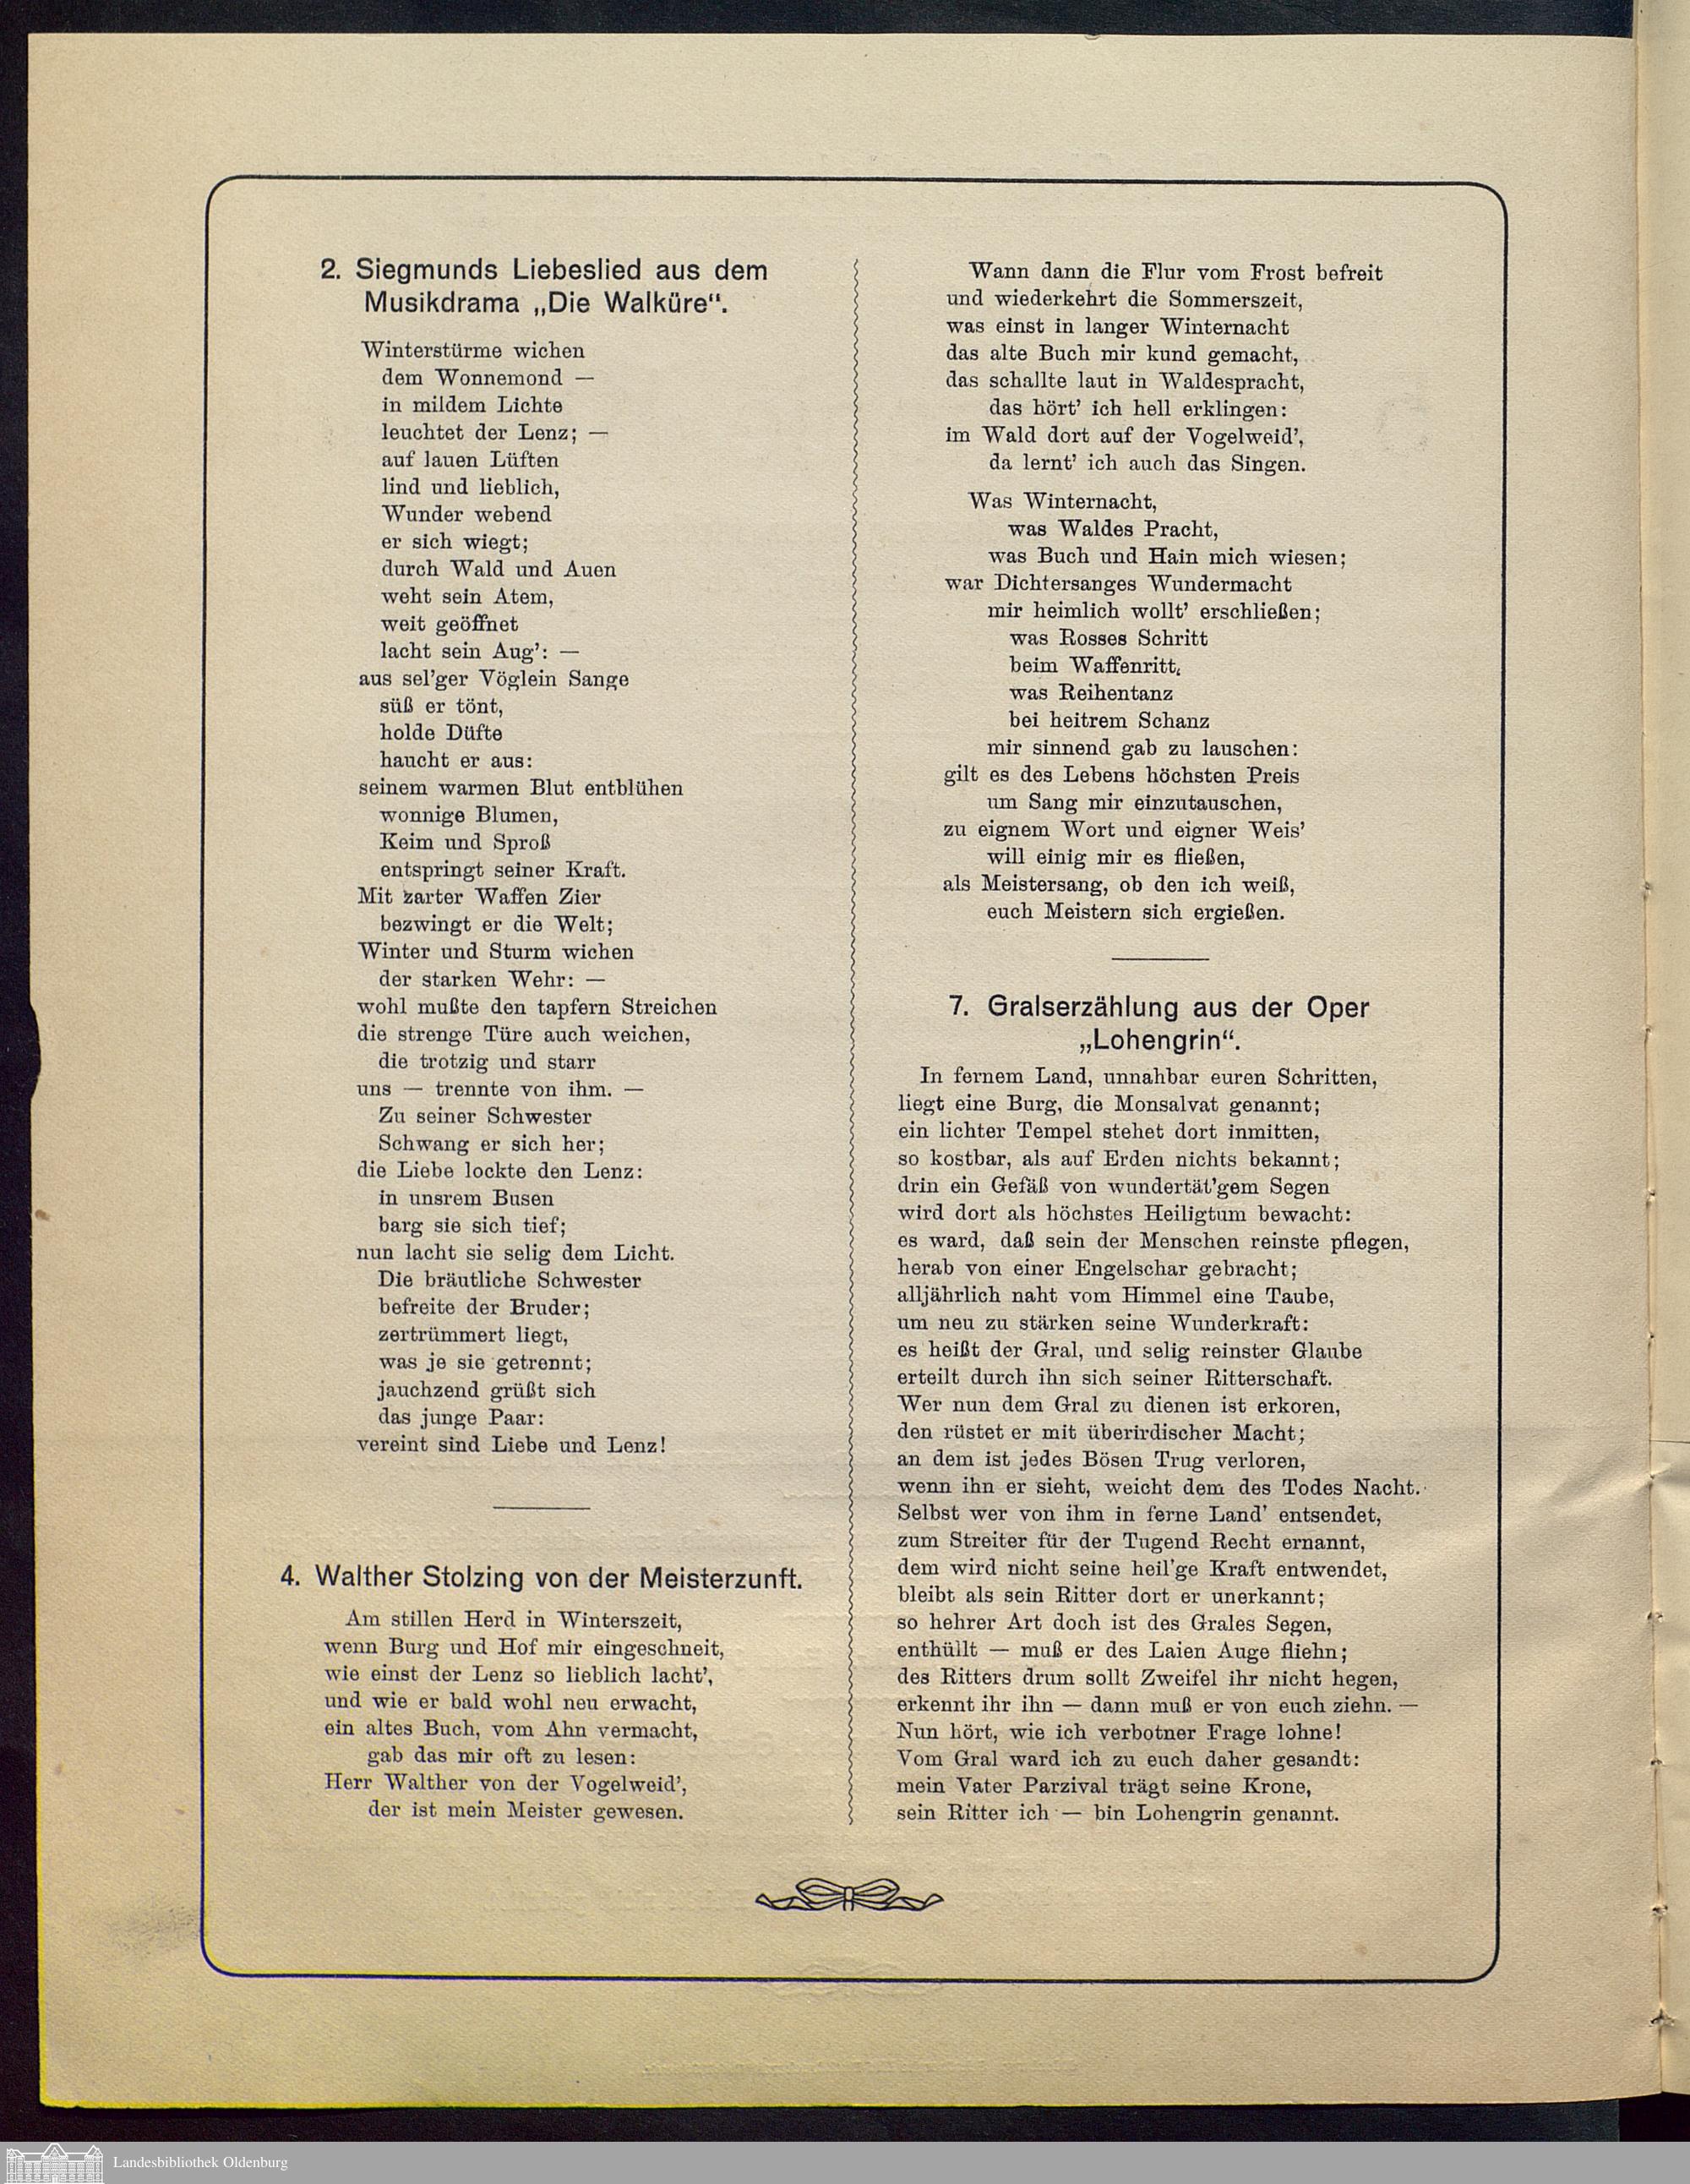 2. Siegmunds Liebeslied aus dem
Musikdrama „Die Walküre“.
Winterstürme wichen
dem Wonnemond —
in mildem Lichte
leuchtet der Lenz; —
auf lauen Lüften
lind und lieblich,
Wunder webend
er sich wiegt;
durch Wald und Auen
weht sein Atem,
weit geöffnet
lacht sein Aug’: —
aus sel’ger Vöglein Sange
süß er tönt,
holde Düfte
haucht er aus:
seinem warmen Blut entblühen
wonnige Blumen,
Keim und Sproß
entspringt seiner Kraft.
Mit zarter Waffen Zier
bezwingt er die Welt;
Winter und Sturm wichen
der starken Wehr: —
wohl mußte den tapfern Streichen
die strenge Türe auch weichen,
die trotzig und starr
uns — trennte von ihm. —
Zu seiner Schwester
Schwang er sich her;
die Liebe lockte den Lenz:
in unsrem Busen
barg sie sich tief;
nun lacht sie selig dem Licht.
Die bräutliche Schwester
befreite der Bruder;
zertrümmert liegt,
was je sie getrennt;
jauchzend grüßt sich
das junge Paar:
vereint sind Liebe und Lenz!
4. Walther Stolzing von der Meisterzunft.
Am stillen Herd in Winterszeit,
wenn Burg und Hof mir eingeschneit,
wie einst der Lenz so lieblich lacht’,
und wie er bald wohl neu erwacht,
ein altes Buch, vom Ahn vermacht,
gab das mir oft zu lesen:
Herr Walther von der Vogelweid’,
der ist mein Meister gewesen.
Wann dann die Flur vom Frost befreit
und wiederkehrt die Sommerszeit,
was einst in langer Winternacht
das alte Buch mir kund gemacht,
das schallte laut in Waldespracht,
das hört’ ich hell erklingen:
im Wald dort auf der Vogelweid’,
da lernt’ ich auch das Singen.
Was Winternacht,
was Waldes Pracht,
was Buch und Hain mich wiesen;
war Dichtersanges Wundermacht
mir heimlich wollt’ erschließen;
was Rosses Schritt
beim Waffenritt,
was Reihentanz
bei heitrem Schanz
mir sinnend gab zu lauschen:
gilt es des Lebens höchsten Preis
um Sang mir einzutauschen,
zu eignem Wort und eigner Weis’
will einig mir es fließen,
als Meistersang, ob den ich weiß,
euch Meistern sich ergießen.
7. Gralserzählung aus der Oper
„Lohengrin“.
In fernem Land, unnahbar euren Schritten,
liegt eine Burg, die Monsalvat genannt;
ein lichter Tempel stehet dort inmitten,
so kostbar, als auf Erden nichts bekannt;
drin ein Gefäß von wundertät’gem Segen
wird dort als höchstes Heiligtum bewacht:
es ward, daß sein der Menschen reinste pflegen,
herab von einer Engelschar gebracht;
alljährlich naht vom Himmel eine Taube,
um neu zu stärken seine Wunderkraft:
es heißt der Gral, und selig reinster Glaube
erteilt durch ihn sich seiner Ritterschaft.
Wer nun dem Gral zu dienen ist erkoren,
den rüstet er mit überirdischer Macht;
an dem ist jedes Bösen Trug verloren,
wenn ihn er sieht, weicht dem des Todes Nacht.
Selbst wer von ihm in ferne Land’ entsendet,
zum Streiter für der Tugend Recht ernannt,
dem wird nicht seine heil’ge Kraft entwendet,
bleibt als sein Ritter dort er unerkannt;
so hehrer Art doch ist des Grales Segen,
enthüllt — muß er des Laien Auge fliehn;
des Ritters drum sollt Zweifel ihr nicht hegen,
erkennt ihr ihn — dann muß er von euch ziehn. —
Nun hört, wie ich verbotner Frage lohne!
Vom Gral ward ich zu euch daher gesandt:
mein Vater Parzival trägt seine Krone,
sein Ritter ich — bin Lohengrin genannt.
Landesbibliothek Oldenburg